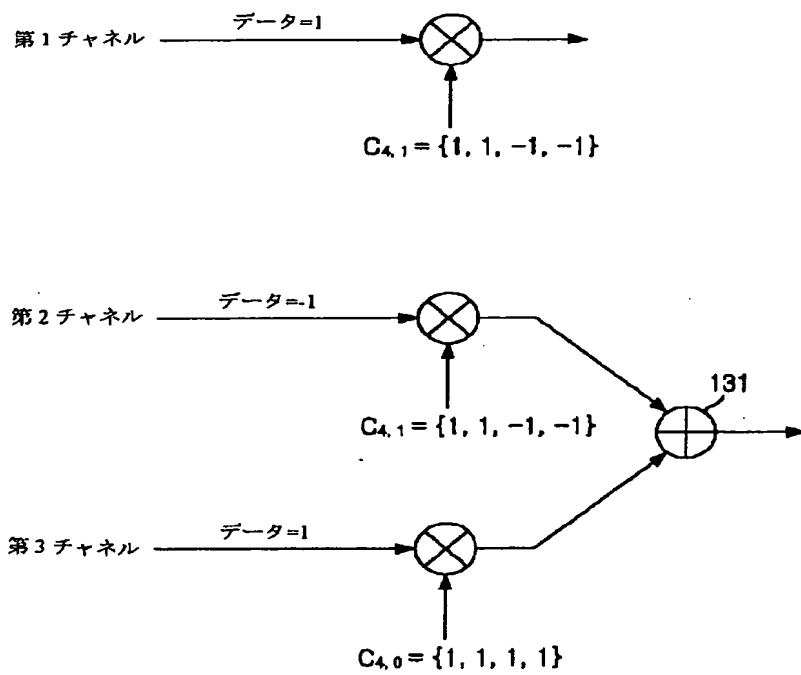 第1チャネル
データ=1
C4, 1 = {1, 1, −1, −1}
第2チャネル
データ=-1
131
C4, 1 = {1, 1, −1, −1}
第3チャネル
データ=1
C4, 0 = {1, 1, 1, 1}